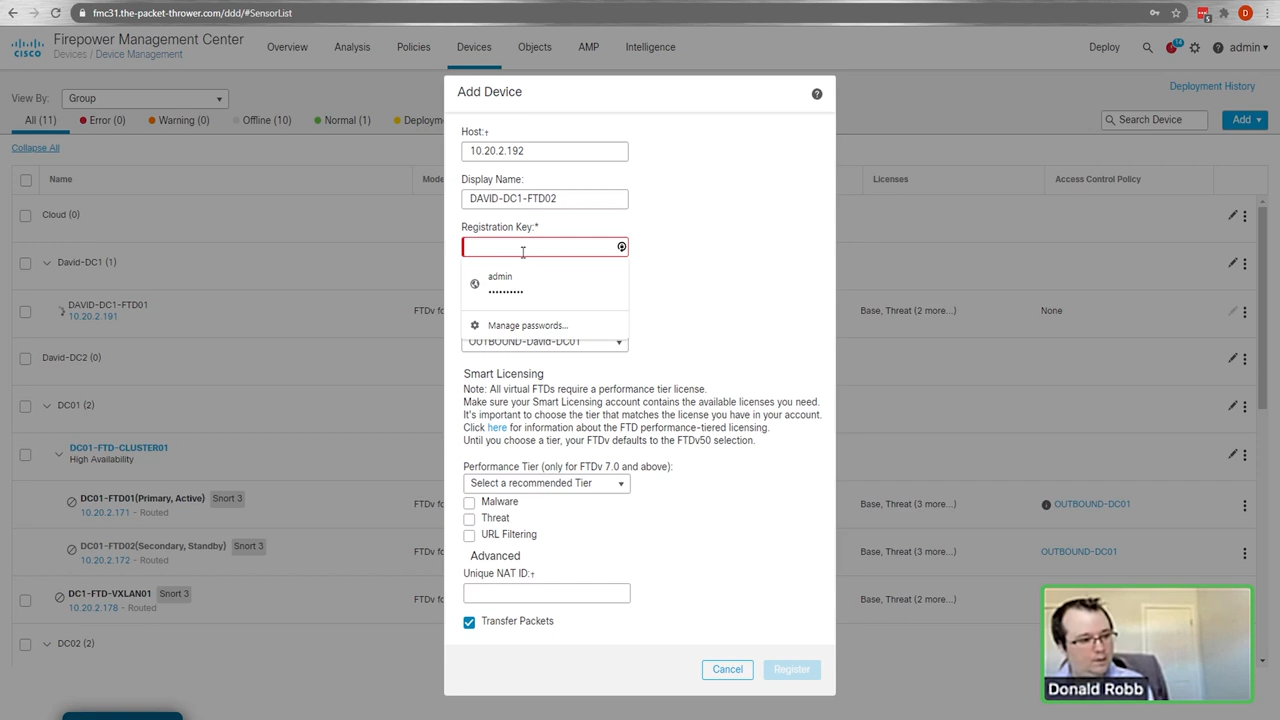 fmc31.the-packet-thrower.com/ddd/#SensorList
5
D
CISCO
Firepower Management Center
Devices / Device Management
Overview
Analysis
Policies
Devices
Objects
AMP
Intelligence
Deploy
14
admin
Deployment History
View By:
Group
All (11)
Error (0)
Warning (0)
Offline (10)
Normal (1)
Deploym
Search Device
Add
Collapse All
Name
Mode
Licenses
Access Control Policy
Cloud (0)
David-DC1 (1)
DAVID-DC1-FTD01
10.20.2.191
FTDv fo
Base, Threat (2 more...)
None
David-DC2 (0)
DC01 (2)
DC01-FTD-CLUSTER01
High Availability
DC01-FTD01(Primary, Active)
Snort 3
10.20.2.171 - Routed
FTDv fo
Base, Threat (3 more...)
OUTBOUND-DC01
DC01-FTD02(Secondary, Standby)
Snort 3
10.20.2.172 - Routed
FTDv fo
Base, Threat (3 more...)
OUTBOUND-DC01
DC1-FTD-VXLAN01
Snort 3
10.20.2.178 - Routed
FTDv fo
Base, Threat (2 more...)
DC02 (2)
Add Device
Host:†
10.20.2.192
Display Name:
DAVID-DC1-FTD02
Registration Key:*
admin
••••••••••
Manage passwords...
OUTBOUND-David-DC01
Smart Licensing
Note: All virtual FTDs require a performance tier license.
Make sure your Smart Licensing account contains the available licenses you need.
It's important to choose the tier that matches the license you have in your account.
Click here for information about the FTD performance-tiered licensing.
Until you choose a tier, your FTDv defaults to the FTDv50 selection.
Performance Tier (only for FTDv 7.0 and above):
Select a recommended Tier
Malware
Threat
URL Filtering
Advanced
Unique NAT ID:†
Transfer Packets
Cancel
Register
Donald Robb